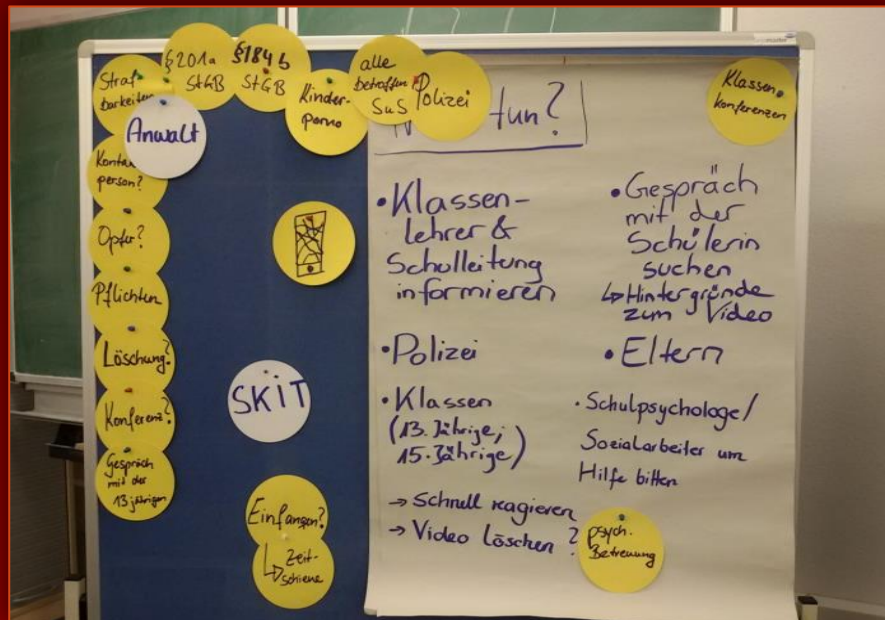 Straf
barkeiten
§201a
StGB
§184b
StGB
Kinder-
porno
alle
betroffen
SuS
Polizei
Klassen
konferenzen
Anwalt
Kontakt
person?
Opfer?
Pflichten
Löschung?
Konferenz?
Gespräch
mit der
13jährigen
SKIT
Einfangen?
↳ Zeit-
schiene
tun?
• Klassen-
lehrer &
Schulleitung
informieren
• Polizei
• Klassen
(13. Jährige;
15. Jährige)
→ schnell reagieren
→ Video löschen?
• Gespräch
mit der
Schülerin
suchen
↳ Hintergründe
zum Video
• Eltern
• Schulpsychologe/
Sozialarbeiter um
Hilfe bitten
psych.
Betreuung